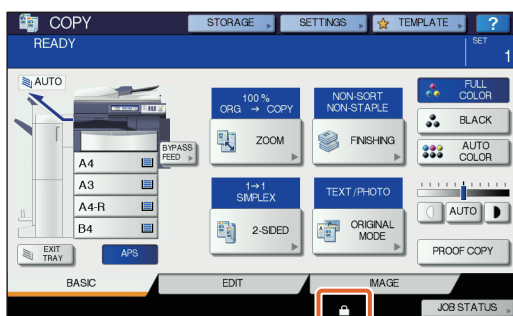 COPY
STORAGE
SETTINGS
TEMPLATE
?
READY
SET
1
AUTO
BYPASS
FEED
A4
A3
A4-R
B4
EXIT
TRAY
APS
100 %
ORG → COPY
ZOOM
NON-SORT
NON-STAPLE
FINISHING
1→1
SIMPLEX
2-SIDED
TEXT/PHOTO
ORIGINAL
MODE
FULL
COLOR
BLACK
AUTO
COLOR
AUTO
PROOF COPY
BASIC
EDIT
IMAGE
JOB STATUS